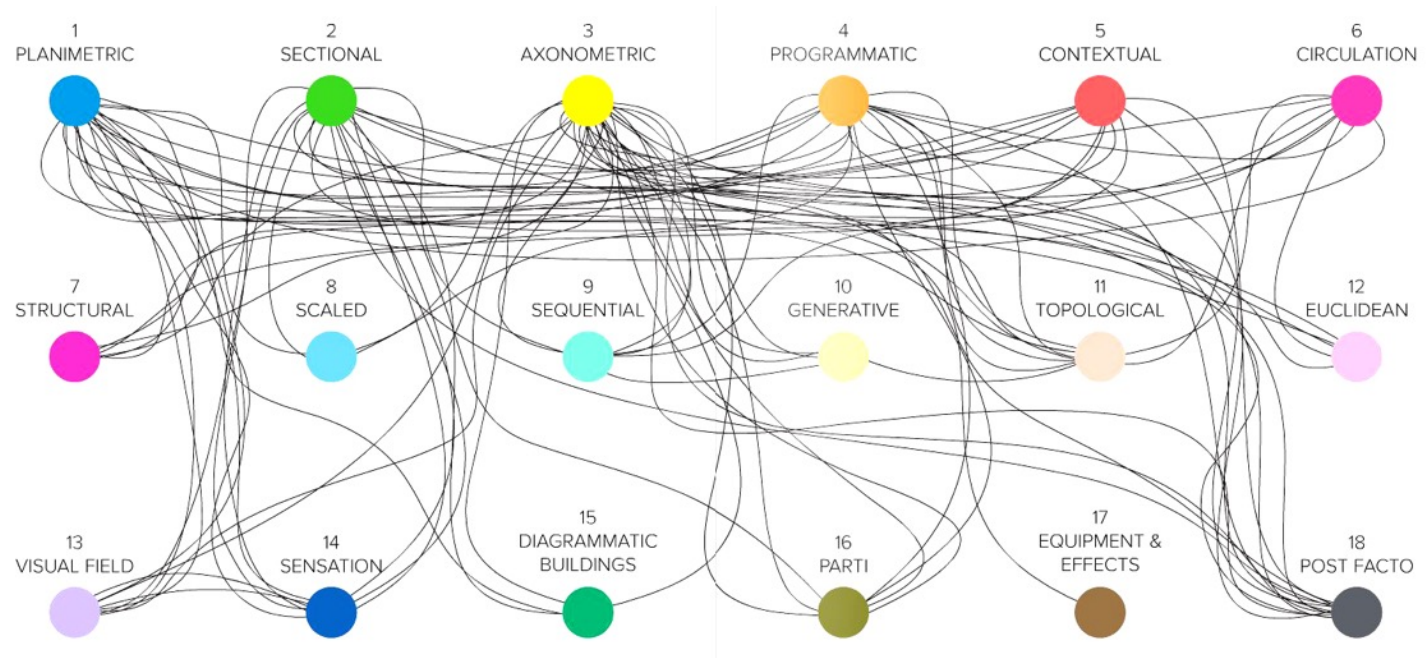 1
PLANIMETRIC
2
SECTIONAL
3
AXONOMETRIC
4
PROGRAMMATIC
5
CONTEXTUAL
6
CIRCULATION
7
STRUCTURAL
8
SCALED
9
SEQUENTIAL
10
GENERATIVE
11
TOPOLOGICAL
12
EUCLIDEAN
13
VISUAL FIELD
14
SENSATION
15
DIAGRAMMATIC
BUILDINGS
16
PARTI
17
EQUIPMENT &
EFFECTS
18
POST FACTO